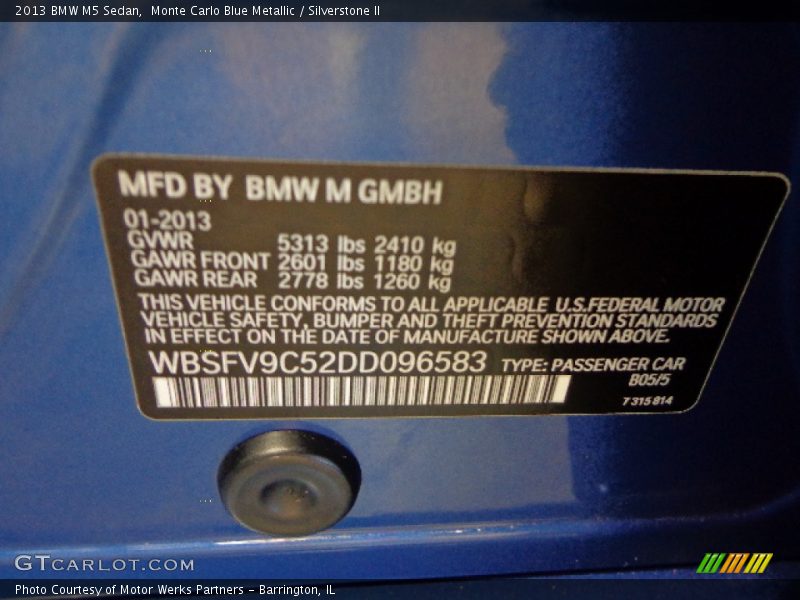 2013 BMW M5 Sedan, Monte Carlo Blue Metallic / Silverstone II
MFD BY BMW M GMBH
01-2013
GVWR 5313 lbs 2410 kg
GAWR FRONT 2601 lbs 1180 kg
GAWR REAR 2778 lbs 1260 kg
THIS VEHICLE CONFORMS TO ALL APPLICABLE U.S.FEDERAL MOTOR
VEHICLE SAFETY, BUMPER AND THEFT PREVENTION STANDARDS
IN EFFECT ON THE DATE OF MANUFACTURE SHOWN ABOVE.
WBSFV9C52DD096583 TYPE: PASSENGER CAR
B05/5
7 315 814
GTCARLOT.COM
Photo Courtesy of Motor Werks Partners - Barrington, IL